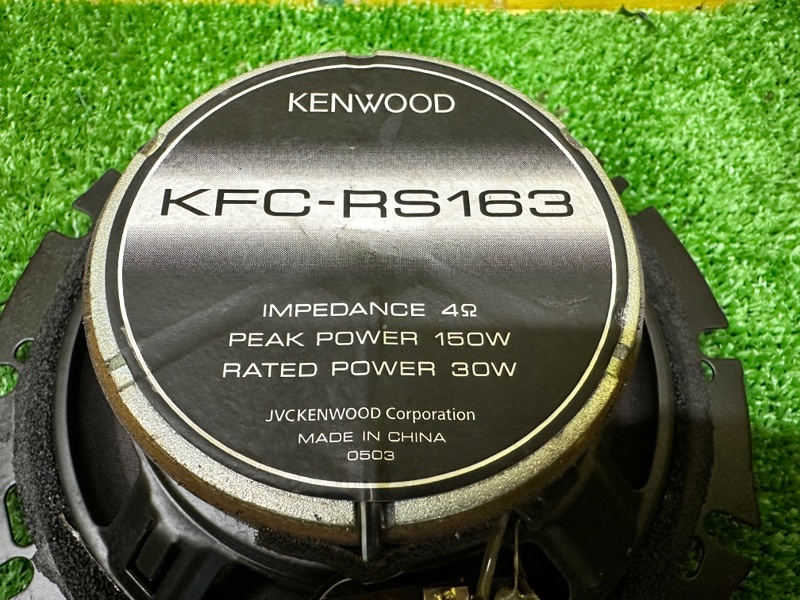 KENWOOD
KFC-RS163
IMPEDANCE 4Ω
PEAK POWER 150W
RATED POWER 30W
JVCKENWOOD Corporation
MADE IN CHINA
0503